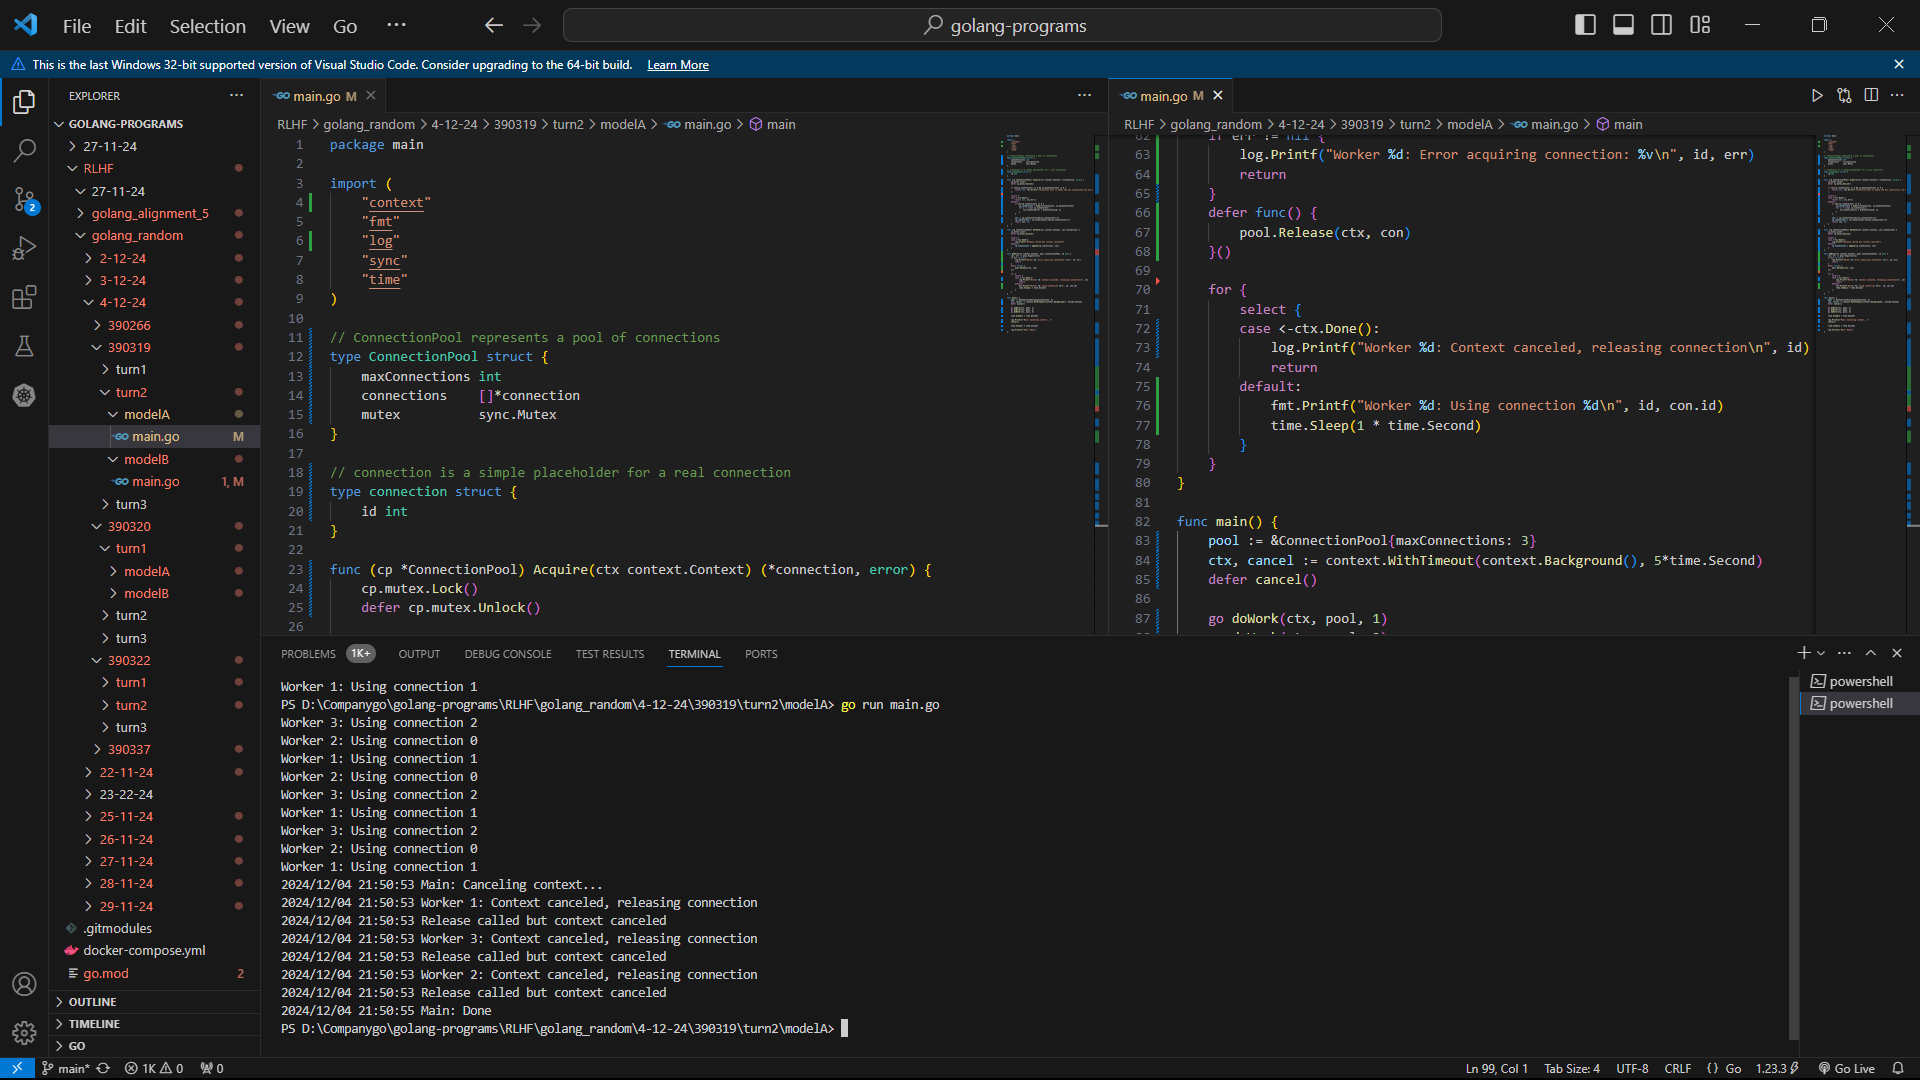 File Edit Selection View Go ···
golang-programs
This is the last Windows 32-bit supported version of Visual Studio Code. Consider upgrading to the 64-bit build. Learn More
EXPLORER
GOLANG-PROGRAMS
27-11-24
RLHF
27-11-24
golang_alignment_5
golang_random
2-12-24
3-12-24
4-12-24
390266
390319
turn1
turn2
modelA
main.go M
modelB
main.go 1, M
turn3
390320
turn1
modelA
modelB
turn2
turn3
390322
turn1
turn2
turn3
390337
22-11-24
23-22-24
25-11-24
26-11-24
27-11-24
28-11-24
29-11-24
.gitmodules
docker-compose.yml
go.mod 2
OUTLINE
TIMELINE
GO
2
main.go M
RLHF > golang_random > 4-12-24 > 390319 > turn2 > modelA > main.go > main
1 package main
2
3 import (
4 "context"
5 "fmt"
6 "log"
7 "sync"
8 "time"
9 )
10
11 // ConnectionPool represents a pool of connections
12 type ConnectionPool struct {
13 maxConnections int
14 connections []*connection
15 mutex sync.Mutex
16 }
17
18 // connection is a simple placeholder for a real connection
19 type connection struct {
20 id int
21 }
22
23 func (cp *ConnectionPool) Acquire(ctx context.Context) (*connection, error) {
24 cp.mutex.Lock()
25 defer cp.mutex.Unlock()
26
main.go M
RLHF > golang_random > 4-12-24 > 390319 > turn2 > modelA > main.go > main
62 if err != nil {
63 log.Printf("Worker %d: Error acquiring connection: %v\n", id, err)
64 return
65 }
66 defer func() {
67 pool.Release(ctx, con)
68 }()
69
70 for {
71 select {
72 case <-ctx.Done():
73 log.Printf("Worker %d: Context canceled, releasing connection\n", id)
74 return
75 default:
76 fmt.Printf("Worker %d: Using connection %d\n", id, con.id)
77 time.Sleep(1 * time.Second)
78 }
79 }
80 }
81
82 func main() {
83 pool := &ConnectionPool{maxConnections: 3}
84 ctx, cancel := context.WithTimeout(context.Background(), 5*time.Second)
85 defer cancel()
86
87 go doWork(ctx, pool, 1)
PROBLEMS 1K+ OUTPUT DEBUG CONSOLE TEST RESULTS TERMINAL PORTS
Worker 1: Using connection 1
PS D:\Companygo\golang-programs\RLHF\golang_random\4-12-24\390319\turn2\modelA> go run main.go
Worker 3: Using connection 2
Worker 2: Using connection 0
Worker 1: Using connection 1
Worker 2: Using connection 0
Worker 3: Using connection 2
Worker 1: Using connection 1
Worker 3: Using connection 2
Worker 2: Using connection 0
Worker 1: Using connection 1
2024/12/04 21:50:53 Main: Canceling context...
2024/12/04 21:50:53 Worker 1: Context canceled, releasing connection
2024/12/04 21:50:53 Release called but context canceled
2024/12/04 21:50:53 Worker 3: Context canceled, releasing connection
2024/12/04 21:50:53 Release called but context canceled
2024/12/04 21:50:53 Worker 2: Context canceled, releasing connection
2024/12/04 21:50:53 Release called but context canceled
2024/12/04 21:50:55 Main: Done
PS D:\Companygo\golang-programs\RLHF\golang_random\4-12-24\390319\turn2\modelA>
powershell
powershell
main* 1K 0 0 Ln 99, Col 1 Tab Size: 4 UTF-8 CRLF {} Go 1.23.3 Go Live